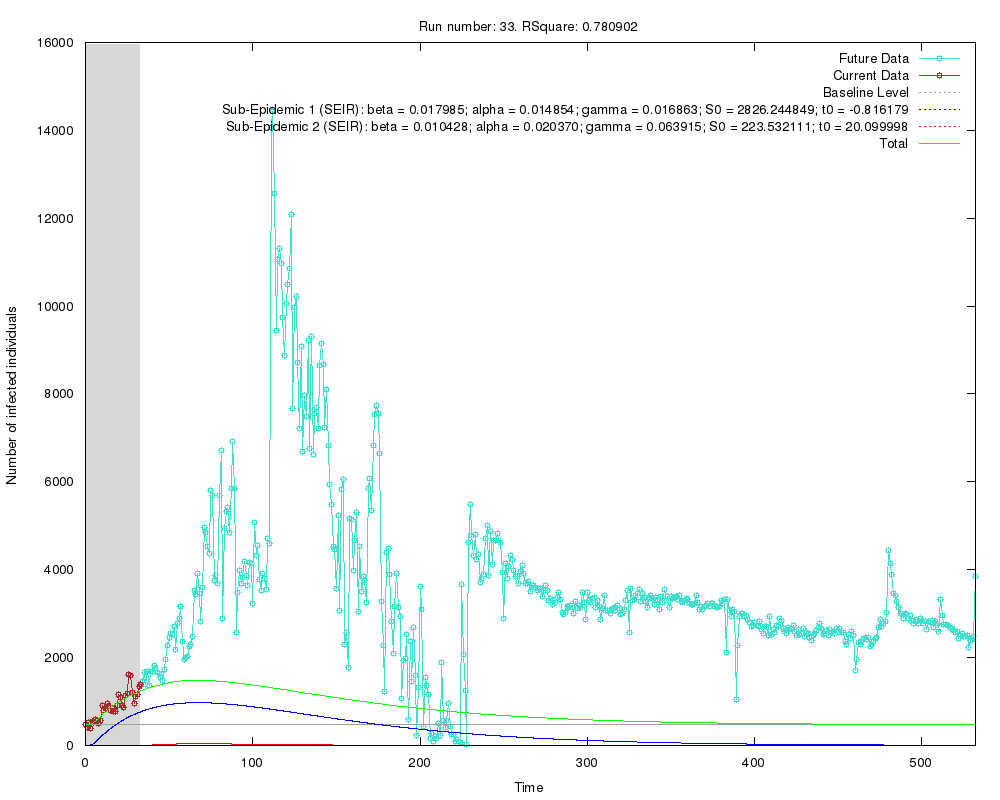 Run number: 33. RSquare: 0.780902
16000
14000
12000
10000
8000
6000
4000
2000
0
Number of infected individuals
Future Data
Current Data
Baseline Level
Sub-Epidemic 1 (SEIR): beta = 0.017985; alpha = 0.014854; gamma = 0.016863; S0 = 2826.244849; t0 = -0.816179
Sub-Epidemic 2 (SEIR): beta = 0.010428; alpha = 0.020370; gamma = 0.063915; S0 = 223.532111; t0 = 20.099998
Total
0
100
200
300
400
500
Time